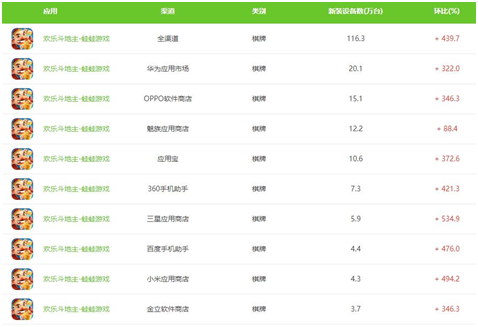 应用 渠道 类别 新装设备数(万台) 环比(%)
欢乐斗地主-蛙蛙游戏 全渠道 棋牌 116.3 + 439.7
欢乐斗地主-蛙蛙游戏 华为应用市场 棋牌 20.1 + 322.0
欢乐斗地主-蛙蛙游戏 OPPO软件商店 棋牌 15.1 + 346.3
欢乐斗地主-蛙蛙游戏 魅族应用商店 棋牌 12.2 + 88.4
欢乐斗地主-蛙蛙游戏 应用宝 棋牌 10.6 + 372.6
欢乐斗地主-蛙蛙游戏 360手机助手 棋牌 7.3 + 421.3
欢乐斗地主-蛙蛙游戏 三星应用商店 棋牌 5.9 + 534.9
欢乐斗地主-蛙蛙游戏 百度手机助手 棋牌 4.4 + 476.0
欢乐斗地主-蛙蛙游戏 小米应用商店 棋牌 4.3 + 494.2
欢乐斗地主-蛙蛙游戏 金立软件商店 棋牌 3.7 + 346.3